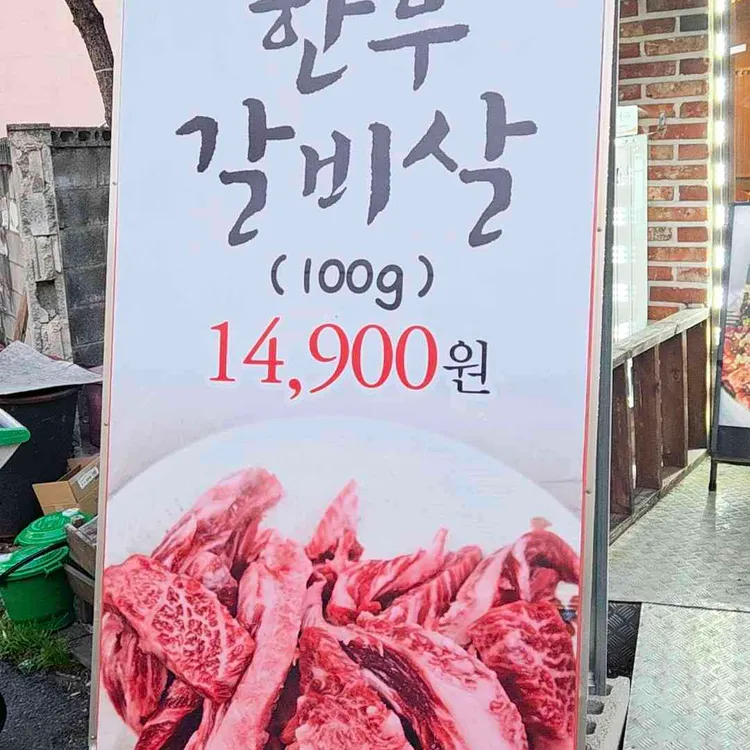 한우
갈비살
(100g)
14,900원